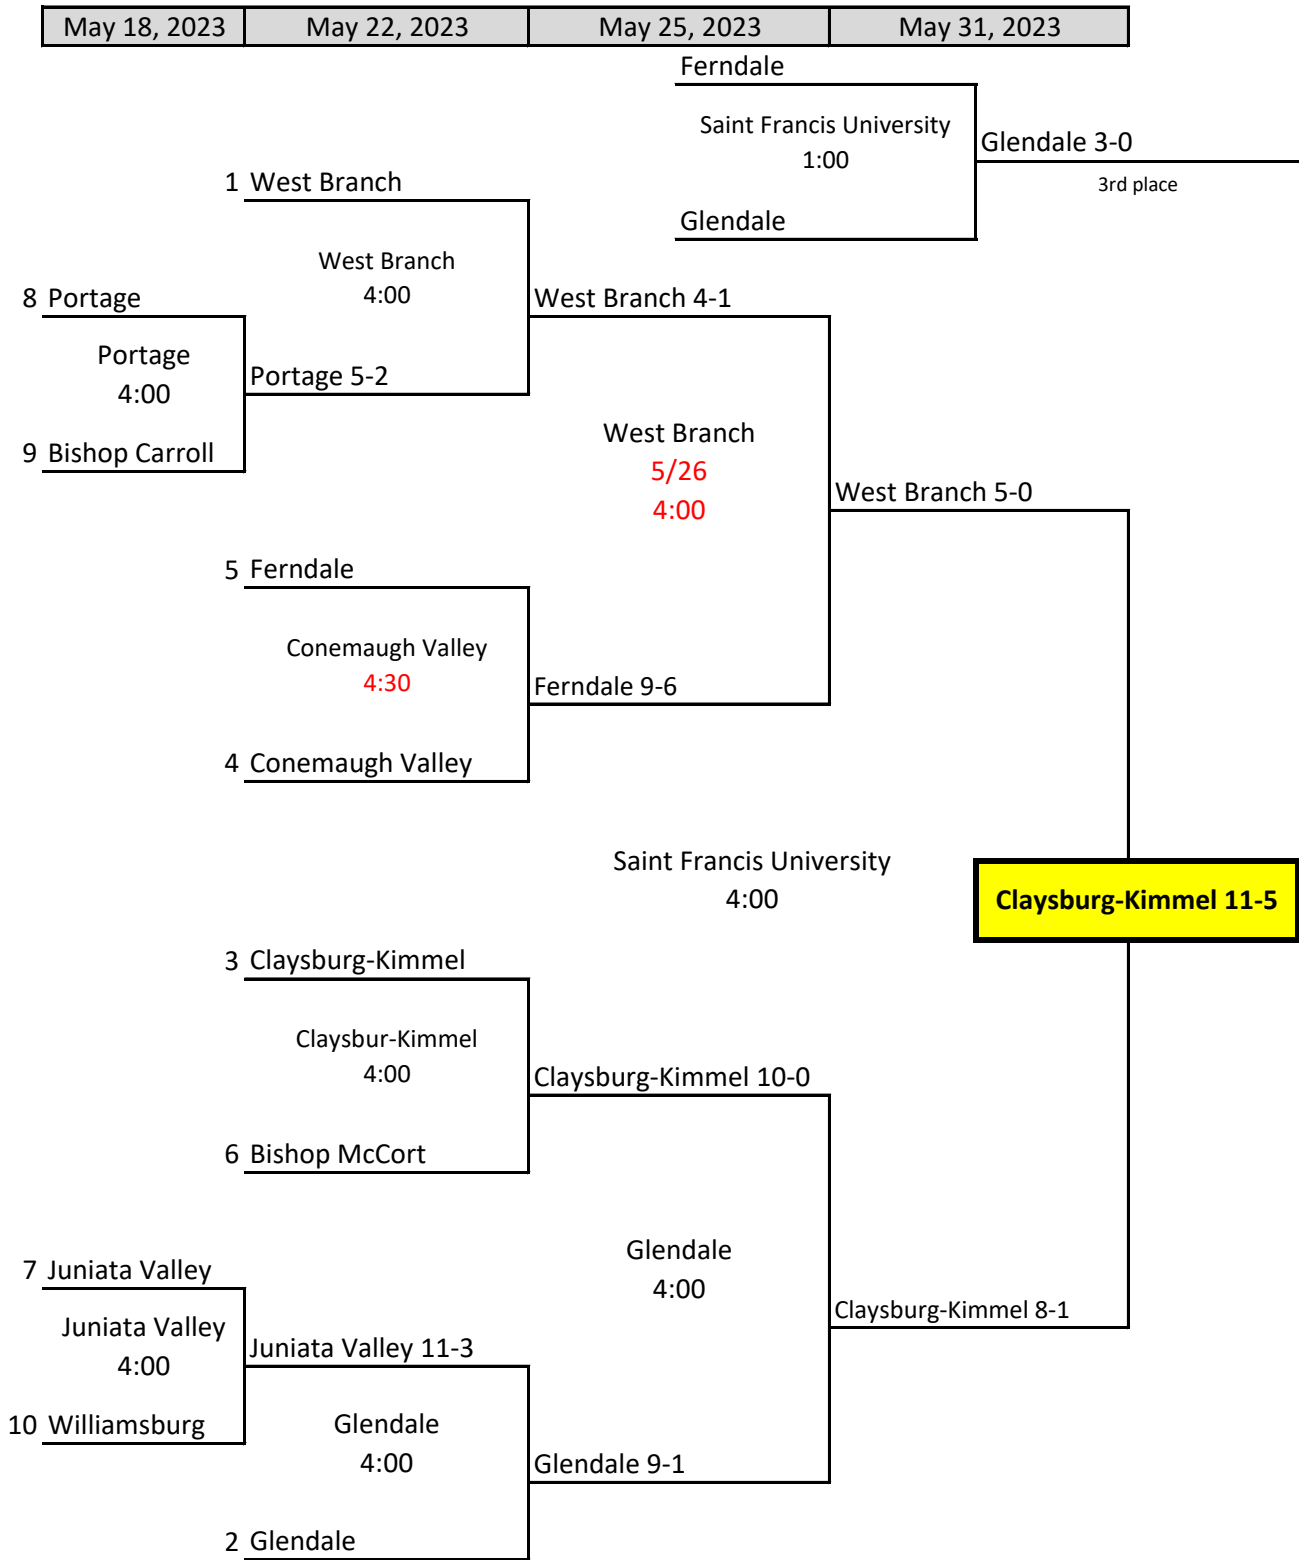 May 18, 2023 May 22, 2023 May 25, 2023 May 31, 2023
Ferndale
Saint Francis University
1:00
Glendale 3-0
3rd place
Glendale
1 West Branch
West Branch
4:00
8 Portage
West Branch 4-1
Portage
4:00
Portage 5-2
9 Bishop Carroll
West Branch
5/26
4:00
West Branch 5-0
5 Ferndale
Conemaugh Valley
4:30
Ferndale 9-6
4 Conemaugh Valley
Saint Francis University
4:00
Claysburg-Kimmel 11-5
3 Claysburg-Kimmel
Claysbur-Kimmel
4:00
Claysburg-Kimmel 10-0
6 Bishop McCort
Glendale
4:00
7 Juniata Valley
Claysburg-Kimmel 8-1
Juniata Valley
4:00
Juniata Valley 11-3
10 Williamsburg
Glendale
4:00
Glendale 9-1
2 Glendale